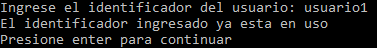 Ingrese el identificador del usuario: usuario1
El identificador ingresado ya esta en uso
Presione enter para continuar